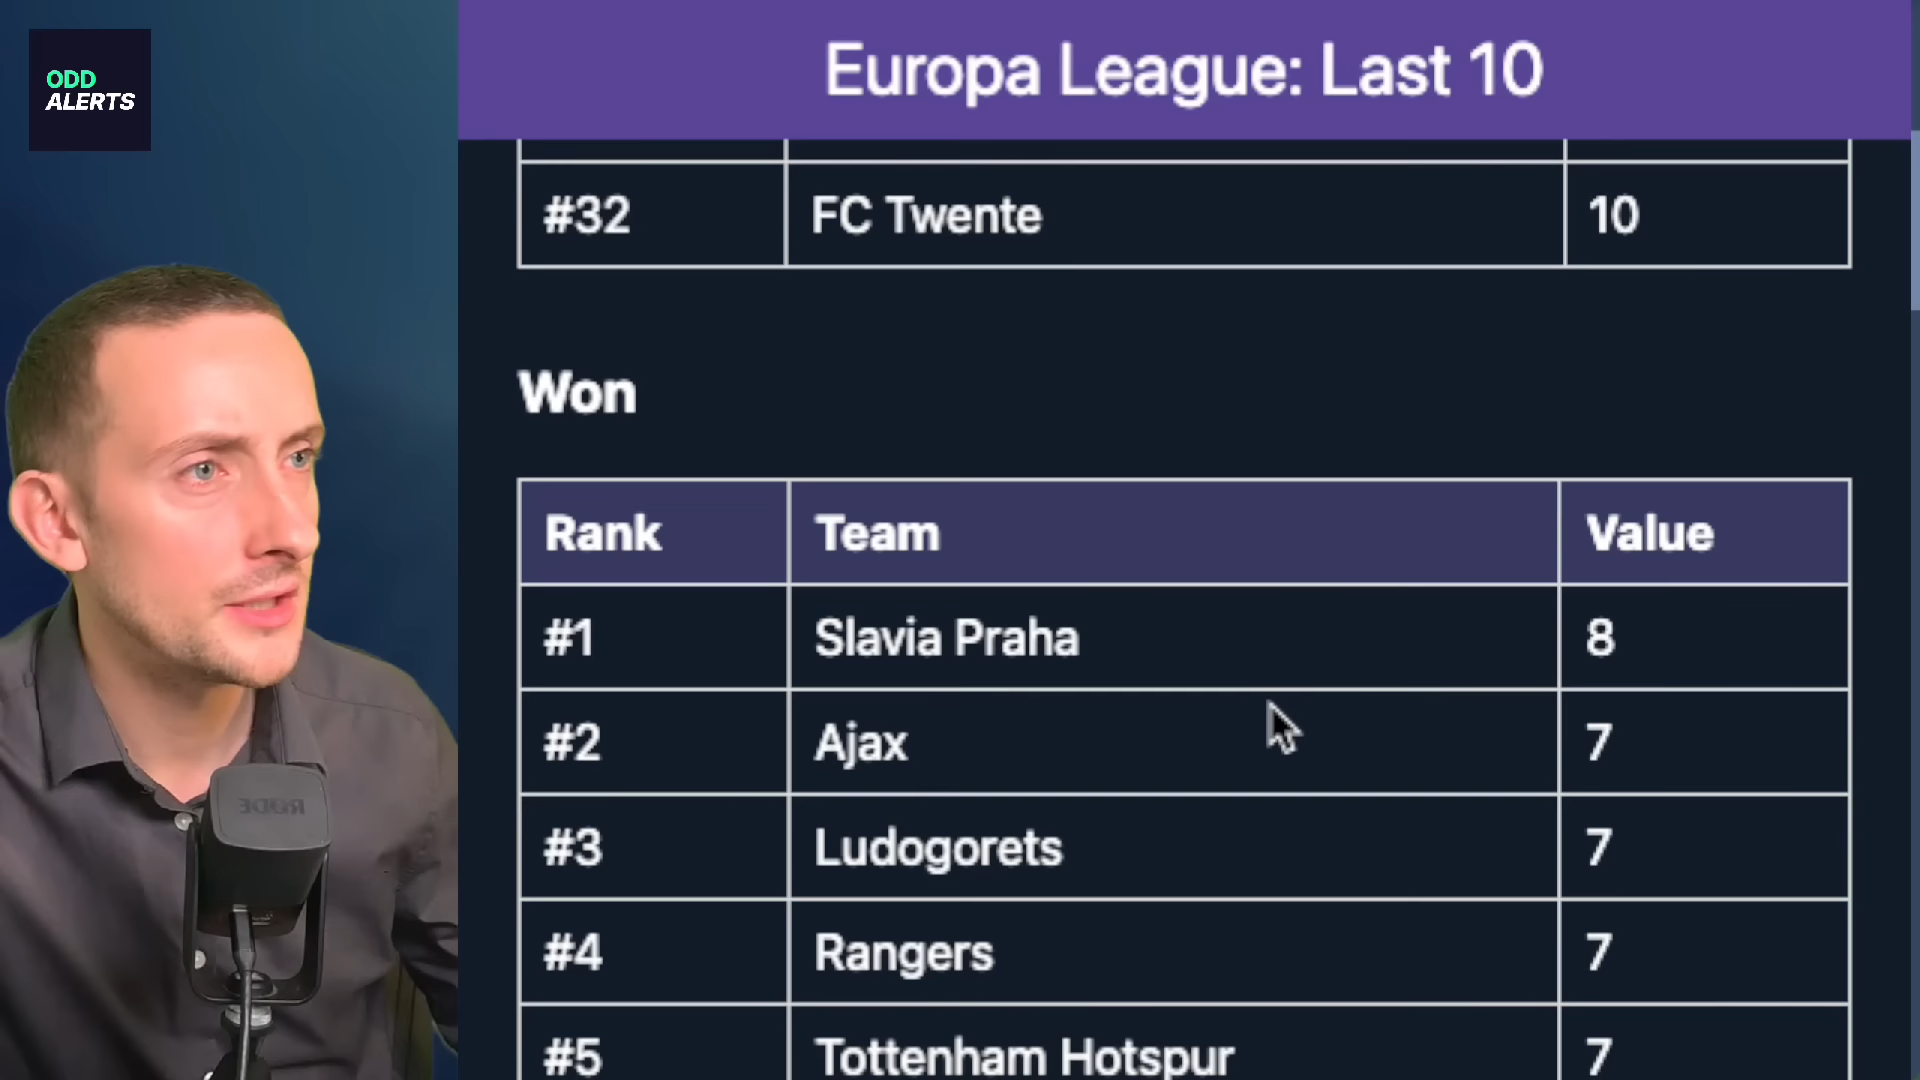 ODD
ALERTS
Europa League: Last 10
#32 FC Twente 10
Won
Rank Team Value
#1 Slavia Praha 8
#2 Ajax 7
#3 Ludogorets 7
#4 Rangers 7
#5 Tottenham Hotspur 7
RØDE